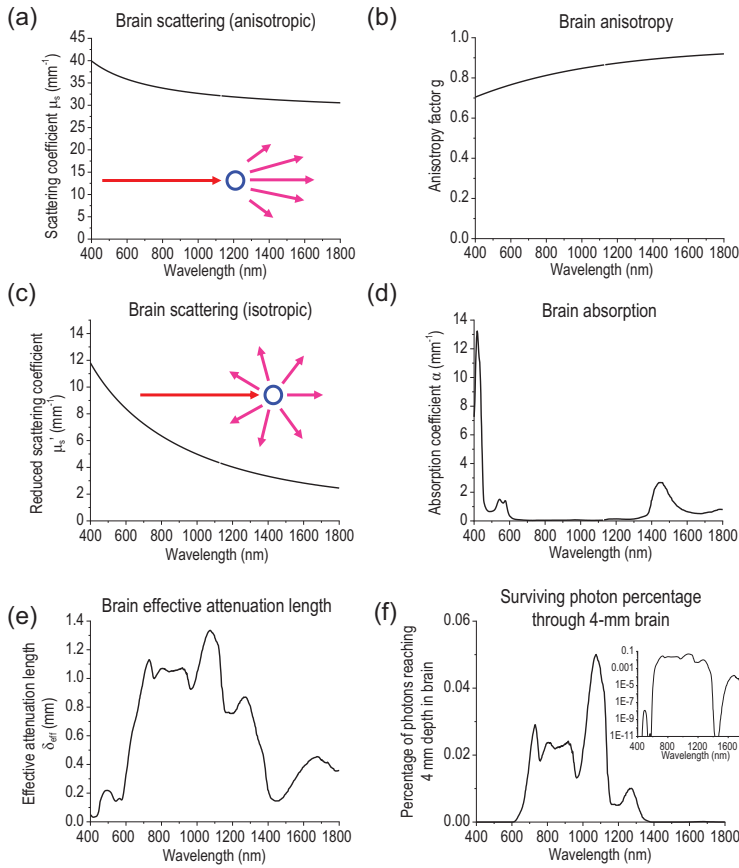 (a)
Brain scattering (anisotropic)
Scattering coefficient μs (mm-1)
45
40
35
30
25
20
15
10
5
0
400 600 800 1000 1200 1400 1600 1800
Wavelength (nm)
(b)
Brain anisotropy
Anisotropy factor g
1.0
0.8
0.6
0.4
0.2
0.0
400 600 800 1000 1200 1400 1600 1800
Wavelength (nm)
(c)
Brain scattering (isotropic)
Reduced scattering coefficient
μs' (mm-1)
14
12
10
8
6
4
2
0
400 600 800 1000 1200 1400 1600 1800
Wavelength (nm)
(d)
Brain absorption
Absorption coefficient α (mm-1)
14
12
10
8
6
4
2
0
400 600 800 1000 1200 1400 1600 1800
Wavelength (nm)
(e)
Brain effective attenuation length
Effective attenuation length
δeff (mm)
1.4
1.2
1.0
0.8
0.6
0.4
0.2
0.0
400 600 800 1000 1200 1400 1600 1800
Wavelength (nm)
(f)
Surviving photon percentage
through 4-mm brain
Percentage of photons reaching
4 mm depth in brain
0.06
0.04
0.02
0.00
400 600 800 1000 1200 1400 1600 1800
Wavelength (nm)
0.1
0.001
1E-5
1E-7
1E-9
1E-11
400 800 1200 1600
Wavelength (nm)